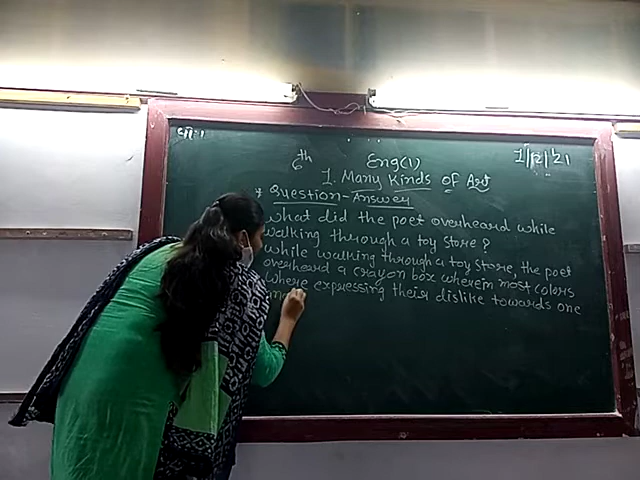 6th
Eng(1)
1/12/21
1. Many Kinds of Art
* Question-Answer
What did the poet overheard while
walking through a toy store?
While walking through a toy store, the poet
overheard a crayon box wherein most colors
where expressing their dislike towards one